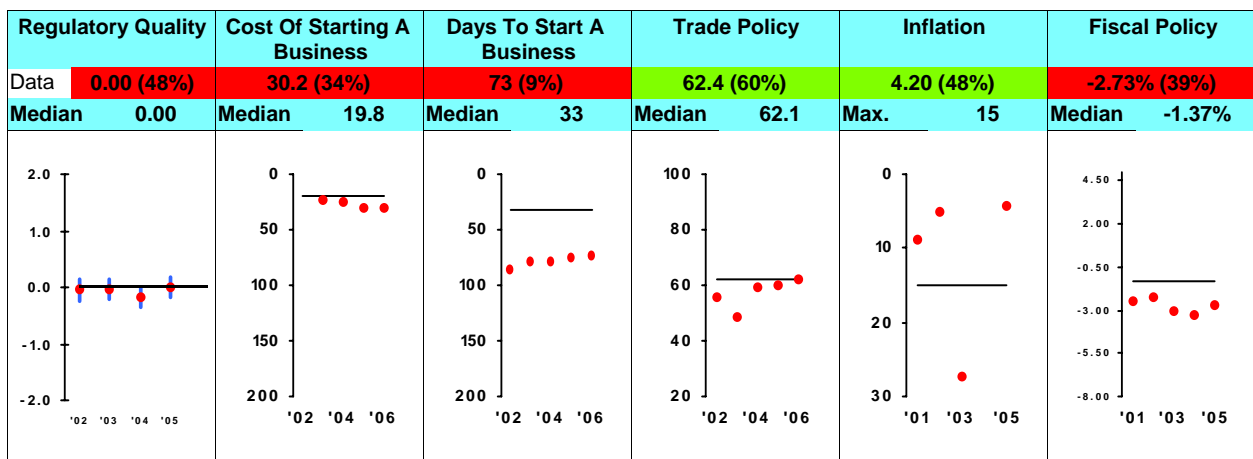 Regulatory Quality
Cost Of Starting A
Business
Days To Start A
Business
Trade Policy
Inflation
Fiscal Policy
Data 0.00 (48%) 30.2 (34%) 73 (9%) 62.4 (60%) 4.20 (48%) -2.73% (39%)
Median 0.00 Median 19.8 Median 33 Median 62.1 Max. 15 Median -1.37%
2.0
1.0
0.0
-1.0
-2.0
'02 '03 '04 '05
0
50
100
150
200
'02 '04 '06
0
50
100
150
200
'02 '04 '06
100
80
60
40
20
'02 '04 '06
0
10
20
30
'01 '03 '05
4.50
2.00
-0.50
-3.00
-5.50
-8.00
'01 '03 '05